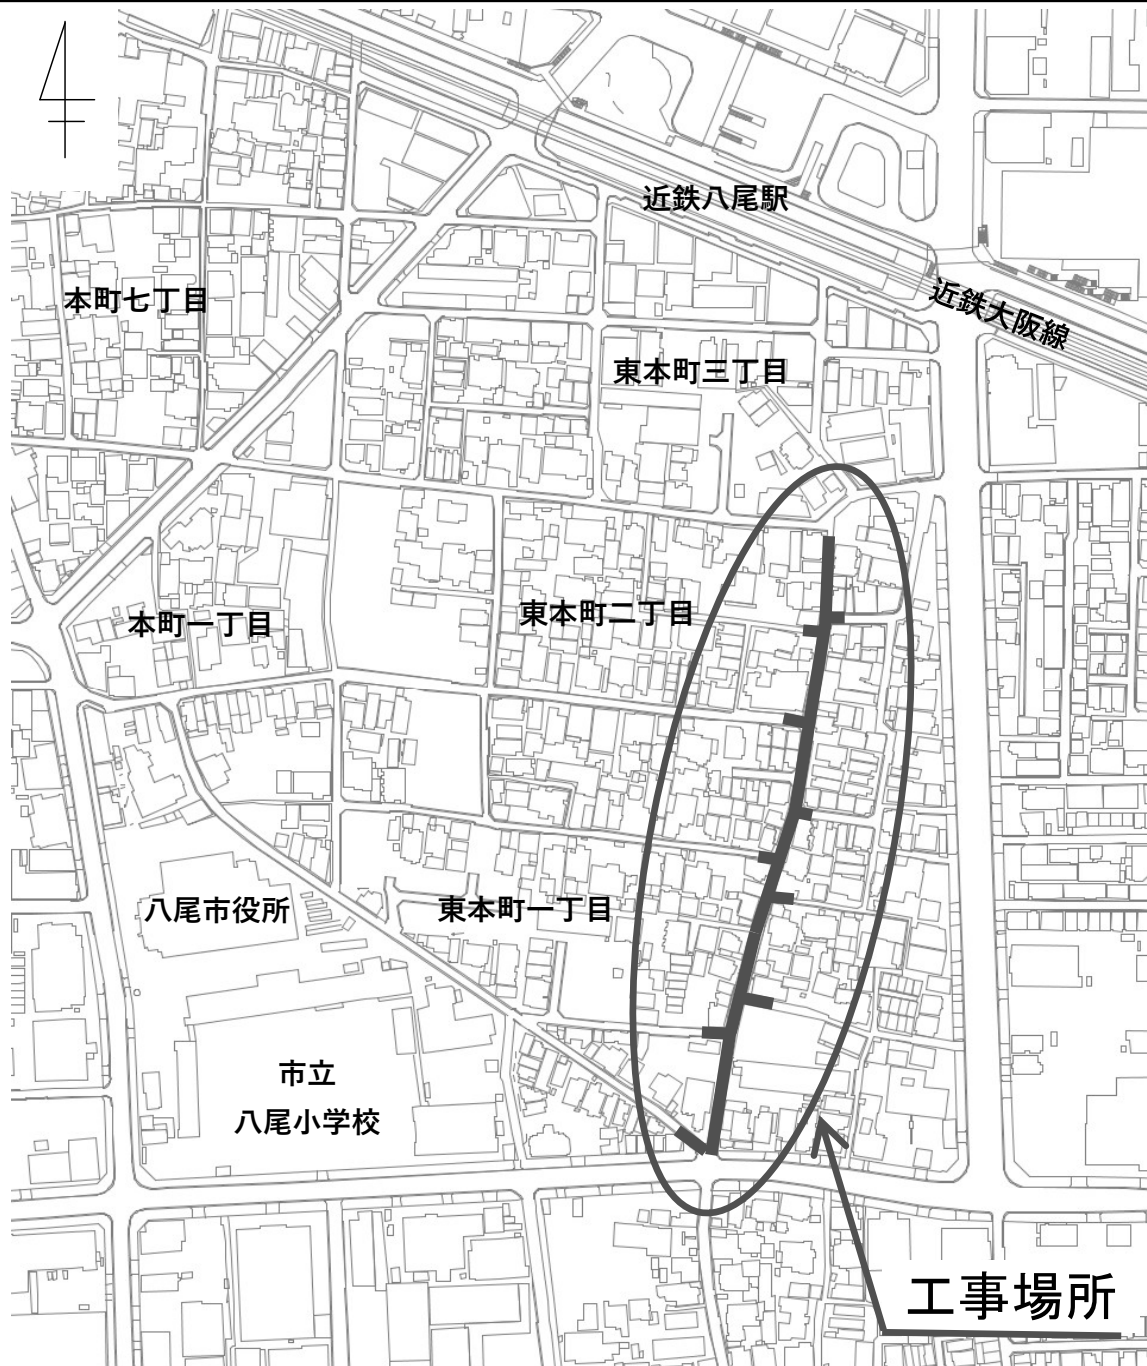 近鉄八尾駅
本町七丁目
近鉄大阪線
東本町三丁目
東本町二丁目
本町一丁目
八尾市役所
東本町一丁目
市立
八尾小学校
工事場所